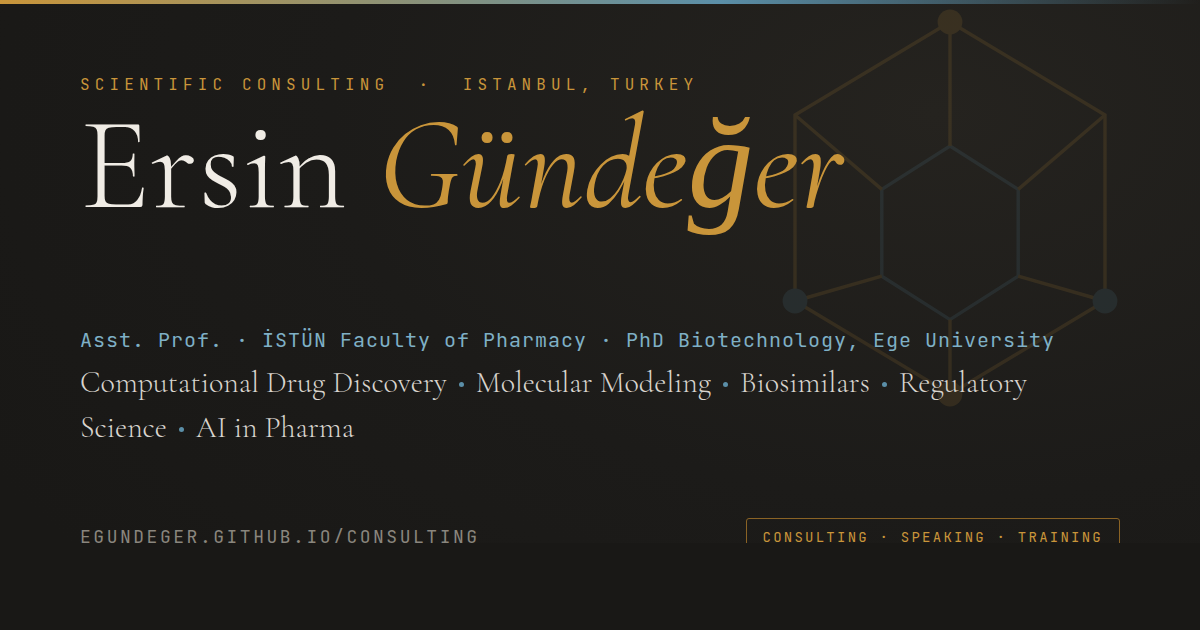 SCIENTIFIC CONSULTING · ISTANBUL, TURKEY
Ersin Gündeğer
Asst. Prof. · İSTÜN Faculty of Pharmacy · PhD Biotechnology, Ege University
Computational Drug Discovery • Molecular Modeling • Biosimilars • Regulatory
Science • AI in Pharma
EGUNDEGER.GITHUB.IO/CONSULTING
CONSULTING · SPEAKING · TRAINING